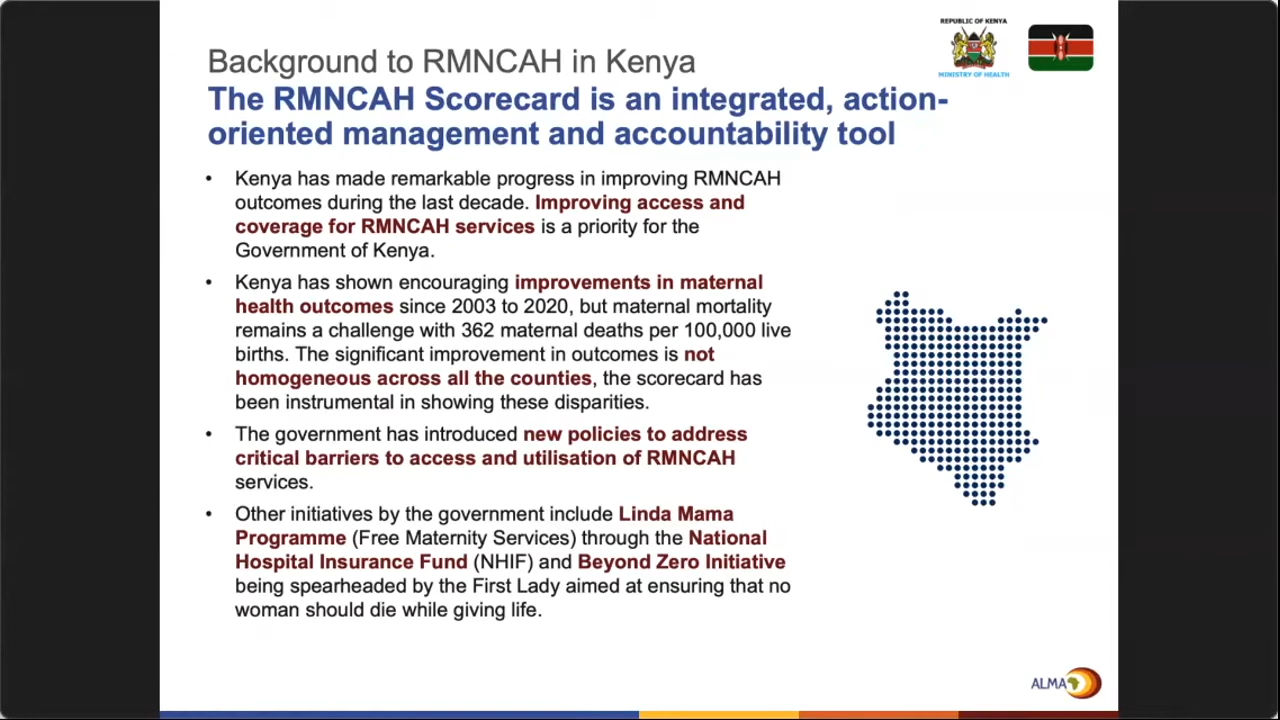 REPUBLIC OF KENYA
MINISTRY OF HEALTH
Background to RMNCAH in Kenya
The RMNCAH Scorecard is an integrated, action-
oriented management and accountability tool
• Kenya has made remarkable progress in improving RMNCAH
outcomes during the last decade. Improving access and
coverage for RMNCAH services is a priority for the
Government of Kenya.
• Kenya has shown encouraging improvements in maternal
health outcomes since 2003 to 2020, but maternal mortality
remains a challenge with 362 maternal deaths per 100,000 live
births. The significant improvement in outcomes is not
homogeneous across all the counties, the scorecard has
been instrumental in showing these disparities.
• The government has introduced new policies to address
critical barriers to access and utilisation of RMNCAH
services.
• Other initiatives by the government include Linda Mama
Programme (Free Maternity Services) through the National
Hospital Insurance Fund (NHIF) and Beyond Zero Initiative
being spearheaded by the First Lady aimed at ensuring that no
woman should die while giving life.
ALMA